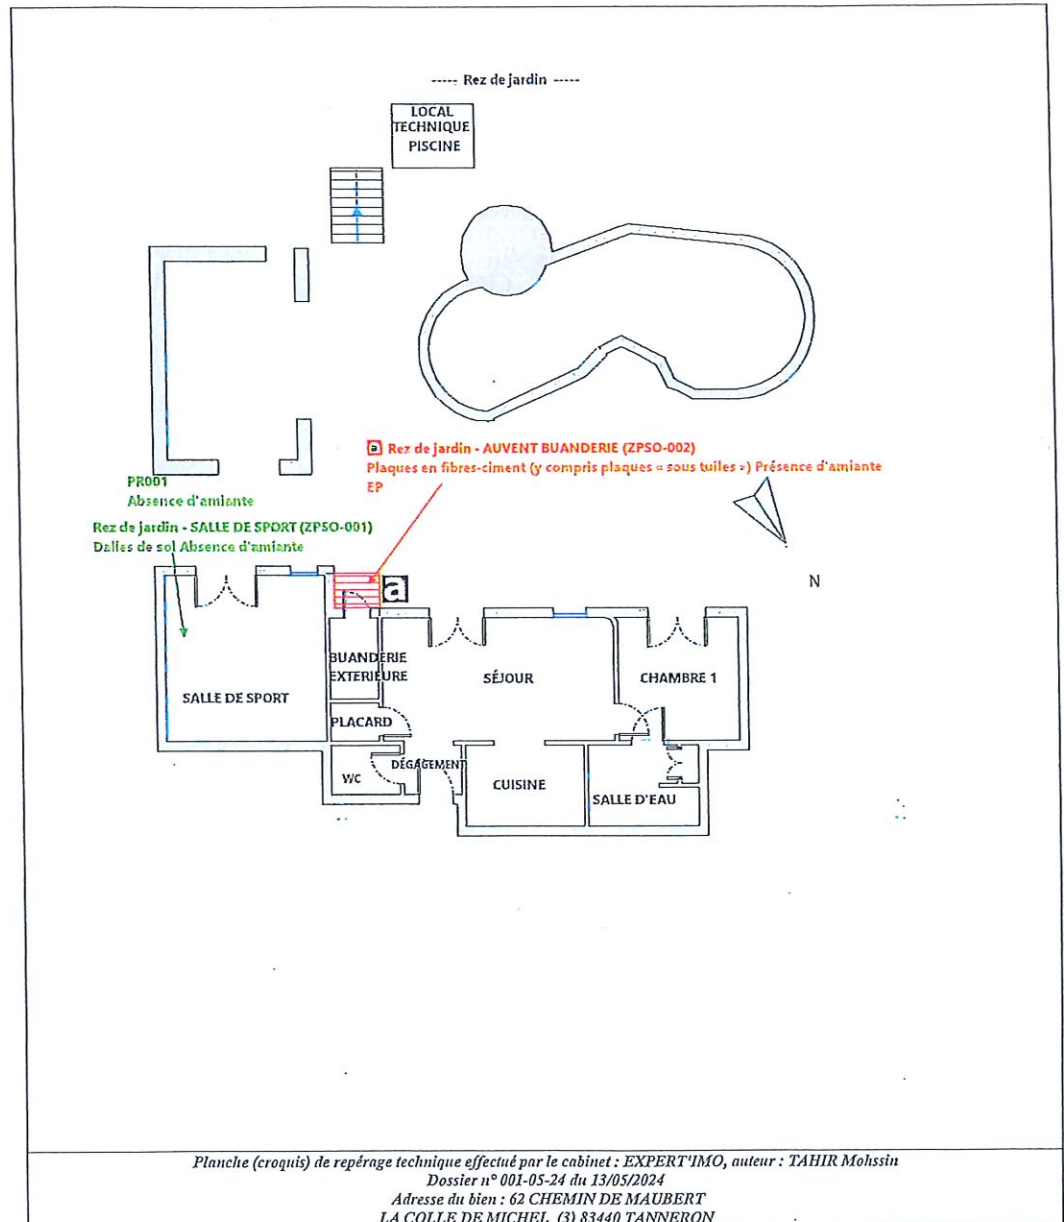 ----- Rez de jardin -----
LOCAL
TECHNIQUE
PISCINE
a Rez de jardin - AUVENT BUANDERIE (ZPSO-002)
Plaques en fibres-ciment (y compris plaques « sous tuiles ») Présence d'amiante
EP
PR001
Absence d'amiante
Rez de jardin - SALLE DE SPORT (ZPSO-001)
Dalles de sol Absence d'amiante
a
N
BUANDERIE
EXTERIEURE
SÉJOUR
CHAMBRE 1
SALLE DE SPORT
PLACARD
DÉGAGEMENT
WC
CUISINE
SALLE D'EAU
Planche (croquis) de repérage technique effectué par le cabinet : EXPERT'IMO, auteur : TAHIR Mohssin
Dossier n° 001-05-24 du 13/05/2024
Adresse du bien : 62 CHEMIN DE MAUBERT
LA COLLE DE MICHEL (3) 83440 TANNERON